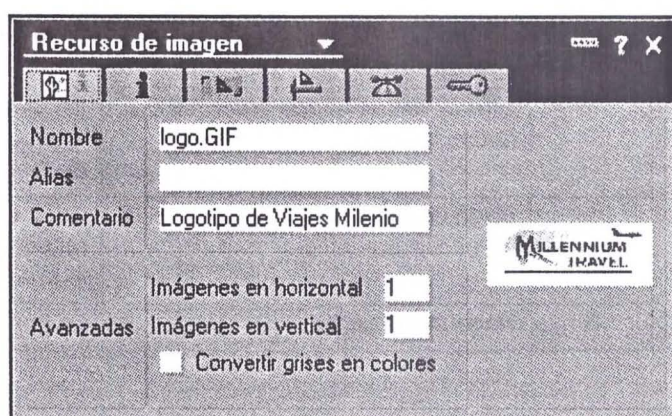 Recurso de imagen
? X
i
Nombre logo.GIF
Alias
Comentario Logotipo de Viajes Milenio
MILLENNIUM
TRAVEL
Imágenes en horizontal 1
Avanzadas Imágenes en vertical 1
Convertir grises en colores